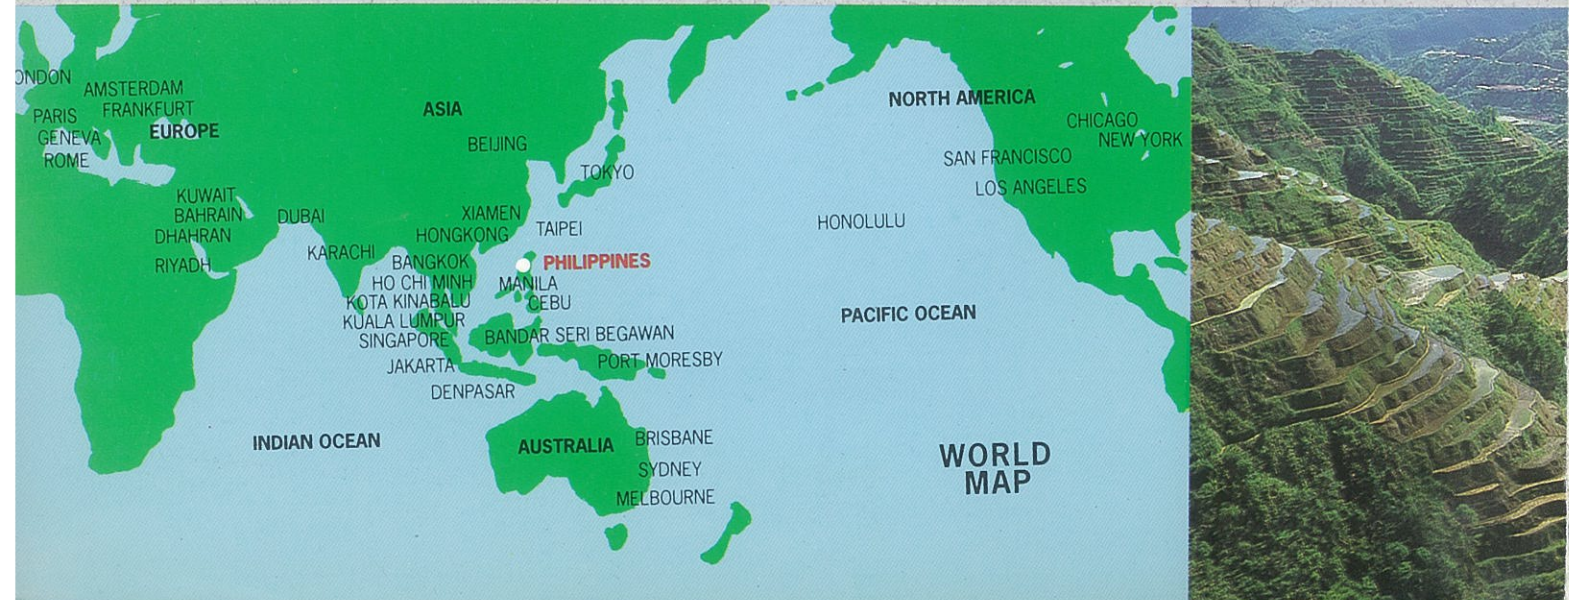 ONDON
AMSTERDAM
FRANKFURT
PARIS
EUROPE
GENEVA
ROME
ASIA
BEIJING
TOKYO
KUWAIT
BAHRAIN
DUBAI
DHAHRAN
RIYADH
KARACHI
XIAMEN
TAIPEI
HONGKONG
BANGKOK
PHILIPPINES
HO CHI MINH
MANILA
KOTA KINABALU
CEBU
KUALA LUMPUR
BANDAR SERI BEGAWAN
SINGAPORE
PORT MORESBY
JAKARTA
DENPASAR
INDIAN OCEAN
AUSTRALIA
BRISBANE
SYDNEY
MELBOURNE
NORTH AMERICA
CHICAGO
NEW YORK
SAN FRANCISCO
LOS ANGELES
HONOLULU
PACIFIC OCEAN
WORLD
MAP